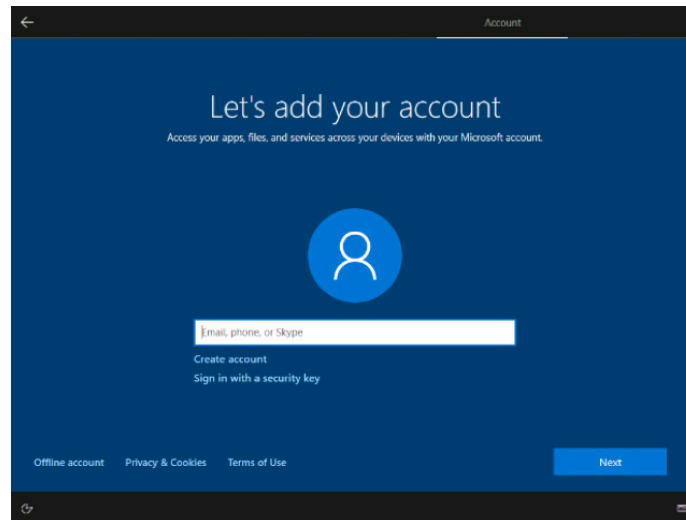 Account
Let's add your account
Access your apps, files, and services across your devices with your Microsoft account.
Email, phone, or Skype
Create account
Sign in with a security key
Offline account Privacy & Cookies Terms of Use Next